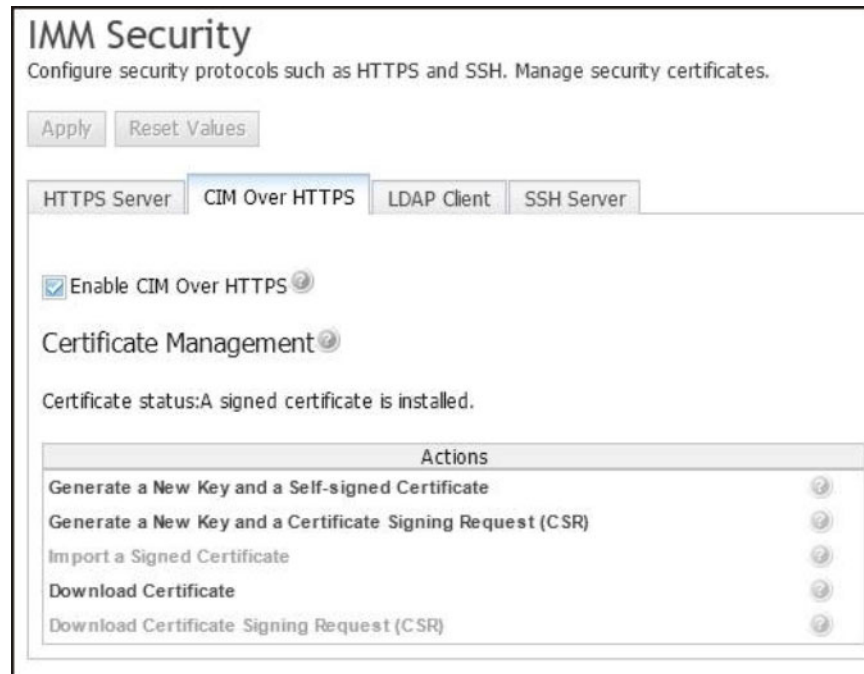 IMM Security
Configure security protocols such as HTTPS and SSH. Manage security certificates.
Apply Reset Values
HTTPS Server CIM Over HTTPS LDAP Client SSH Server
Enable CIM Over HTTPS ?
Certificate Management ?
Certificate status:A signed certificate is installed.
Actions
Generate a New Key and a Self-signed Certificate ?
Generate a New Key and a Certificate Signing Request (CSR) ?
Import a Signed Certificate ?
Download Certificate ?
Download Certificate Signing Request (CSR) ?